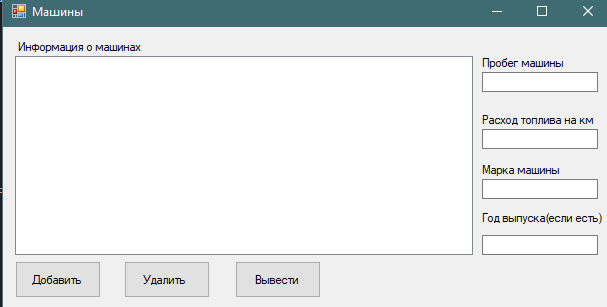 Машины
Информация о машинах
Пробег машины
Расход топлива на км
Марка машины
Год выпуска(если есть)
Добавить
Удалить
Вывести